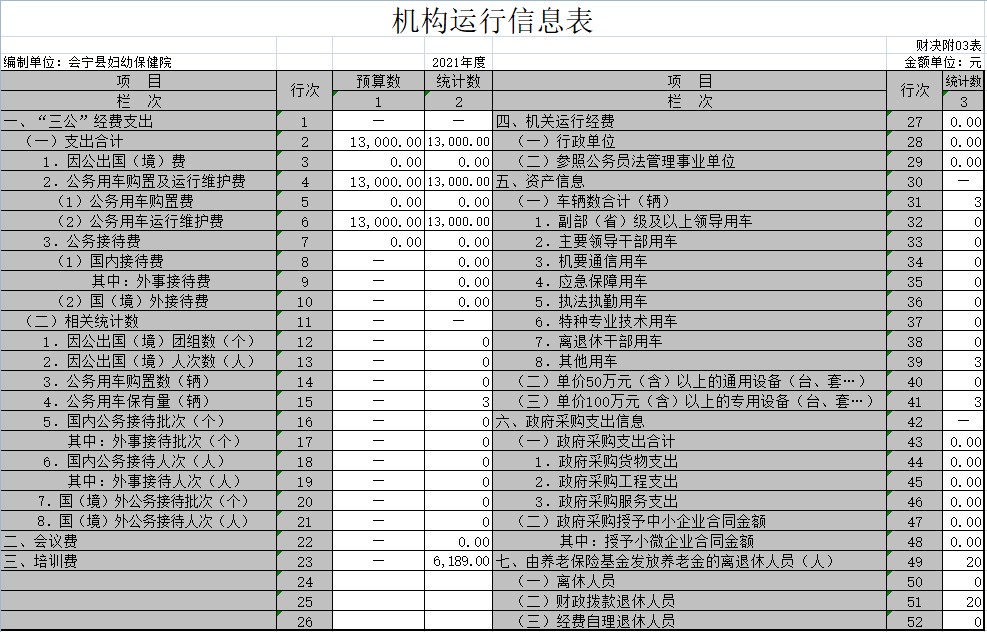 机构运行信息表
财决附03表
编制单位：会宁县妇幼保健院 2021年度 金额单位：元
项 目 行次 预算数 统计数 项 目 行次 统计数
栏 次 1 2 栏 次 3
一、“三公”经费支出 1 — — 四、机关运行经费 27 0.00
（一）支出合计 2 13,000.00 13,000.00 （一）行政单位 28 0.00
1．因公出国（境）费 3 0.00 0.00 （二）参照公务员法管理事业单位 29 0.00
2．公务用车购置及运行维护费 4 13,000.00 13,000.00 五、资产信息 30 —
（1）公务用车购置费 5 0.00 0.00 （一）车辆数合计（辆） 31 3
（2）公务用车运行维护费 6 13,000.00 13,000.00 1．副部（省）级及以上领导用车 32 0
3．公务接待费 7 0.00 0.00 2．主要领导干部用车 33 0
（1）国内接待费 8 — 0.00 3．机要通信用车 34 0
其中：外事接待费 9 — 0.00 4．应急保障用车 35 0
（2）国（境）外接待费 10 — 0.00 5．执法执勤用车 36 0
（二）相关统计数 11 — — 6．特种专业技术用车 37 0
1．因公出国（境）团组数（个） 12 — 0 7．离退休干部用车 38 0
2．因公出国（境）人次数（人） 13 — 0 8．其他用车 39 3
3．公务用车购置数（辆） 14 — 0 （二）单价50万元（含）以上的通用设备（台、套…） 40 0
4．公务用车保有量（辆） 15 — 3 （三）单价100万元（含）以上的专用设备（台、套…） 41 3
5．国内公务接待批次（个） 16 — 0 六、政府采购支出信息 42 —
其中：外事接待批次（个） 17 — 0 （一）政府采购支出合计 43 0.00
6．国内公务接待人次（人） 18 — 0 1．政府采购货物支出 44 0.00
其中：外事接待人次（人） 19 — 0 2．政府采购工程支出 45 0.00
7．国（境）外公务接待批次（个） 20 — 0 3．政府采购服务支出 46 0.00
8．国（境）外公务接待人次（人） 21 — 0 （二）政府采购授予中小企业合同金额 47 0.00
二、会议费 22 — 0.00 其中：授予小微企业合同金额 48 0.00
三、培训费 23 — 6,189.00 七、由养老保险基金发放养老金的离退休人员（人） 49 20
24 （一）离休人员 50 0
25 （二）财政拨款退休人员 51 20
26 （三）经费自理退休人员 52 0